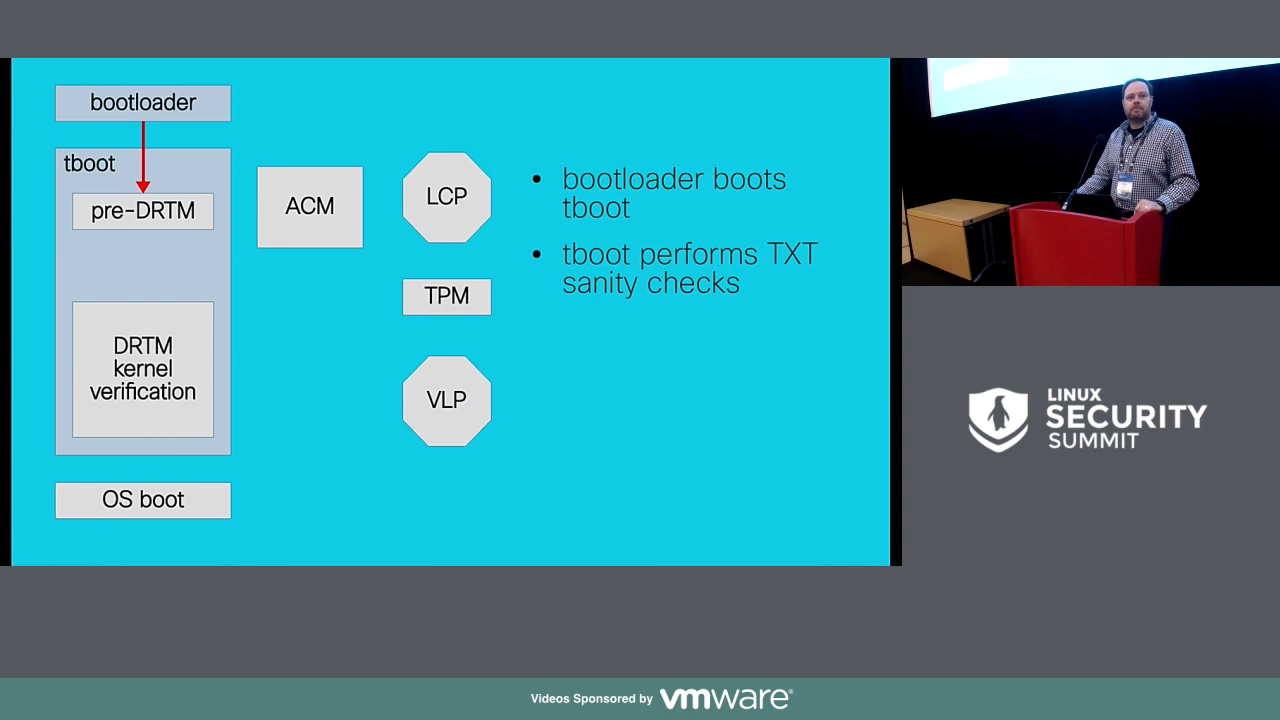 bootloader
tboot
pre-DRTM
ACM
LCP
TPM
DRTM
kernel
verification
VLP
OS boot
• bootloader boots
tboot
• tboot performs TXT
sanity checks
LINUX
SECURITY
SUMMIT
Videos Sponsored by vmware®